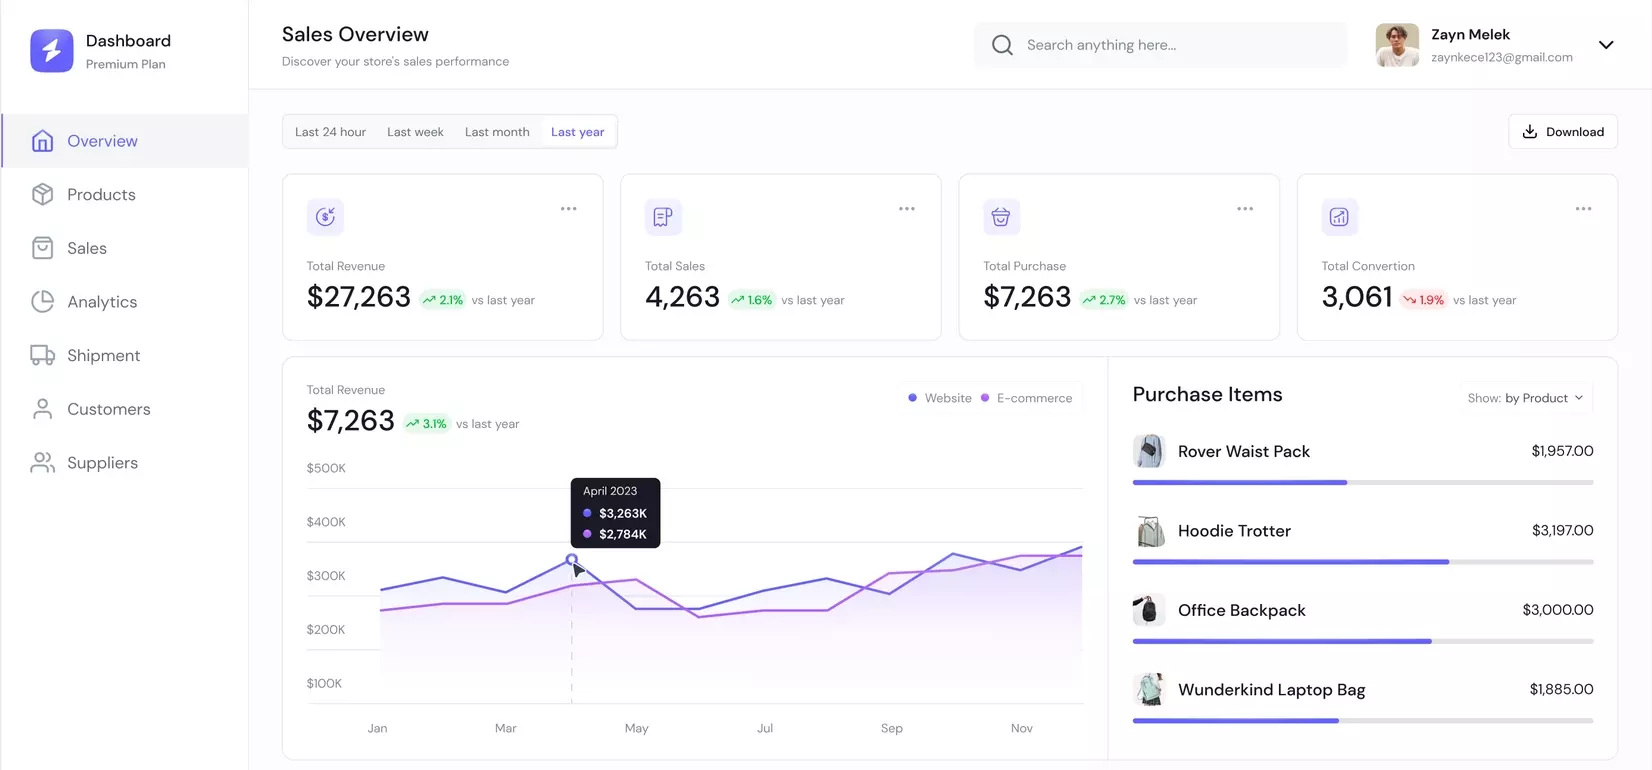 Dashboard
Premium Plan
Overview
Products
Sales
Analytics
Shipment
Customers
Suppliers
Sales Overview
Discover your store's sales performance
Search anything here...
Zayn Melek
zaynkece123@gmail.com
Last 24 hour Last week Last month Last year
Download
Total Revenue
$27,263 2.1% vs last year
Total Sales
4,263 1.6% vs last year
Total Purchase
$7,263 2.7% vs last year
Total Convertion
3,061 1.9% vs last year
Total Revenue
$7,263 3.1% vs last year
Website E-commerce
$500K
$400K
$300K
$200K
$100K
April 2023
$3,263K
$2,784K
Jan Mar May Jul Sep Nov
Purchase Items
Show: by Product
Rover Waist Pack $1,957.00
Hoodie Trotter $3,197.00
Office Backpack $3,000.00
Wunderkind Laptop Bag $1,885.00